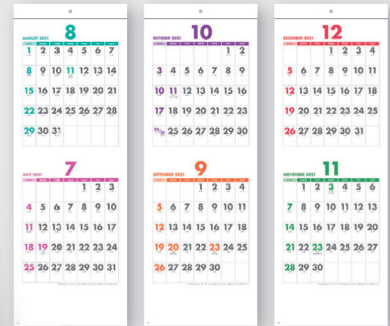 8
AUGUST 2021
1 2 3 4 5 6 7
8 9 10 11 12 13 14
15 16 17 18 19 20 21
22 23 24 25 26 27 28
29 30 31
7
JULY 2021
1 2 3
4 5 6 7 8 9 10
11 12 13 14 15 16 17
18 19 20 21 22 23 24
25 26 27 28 29 30 31
10
OCTOBER 2021
1 2
3 4 5 6 7 8 9
10 11 12 13 14 15 16
17 18 19 20 21 22 23
24/31 25 26 27 28 29 30
9
SEPTEMBER 2021
1 2 3 4
5 6 7 8 9 10 11
12 13 14 15 16 17 18
19 20 21 22 23 24 25
26 27 28 29 30
12
DECEMBER 2021
1 2 3 4
5 6 7 8 9 10 11
12 13 14 15 16 17 18
19 20 21 22 23 24 25
26 27 28 29 30 31
11
NOVEMBER 2021
1 2 3 4 5 6
7 8 9 10 11 12 13
14 15 16 17 18 19 20
21 22 23 24 25 26 27
28 29 30